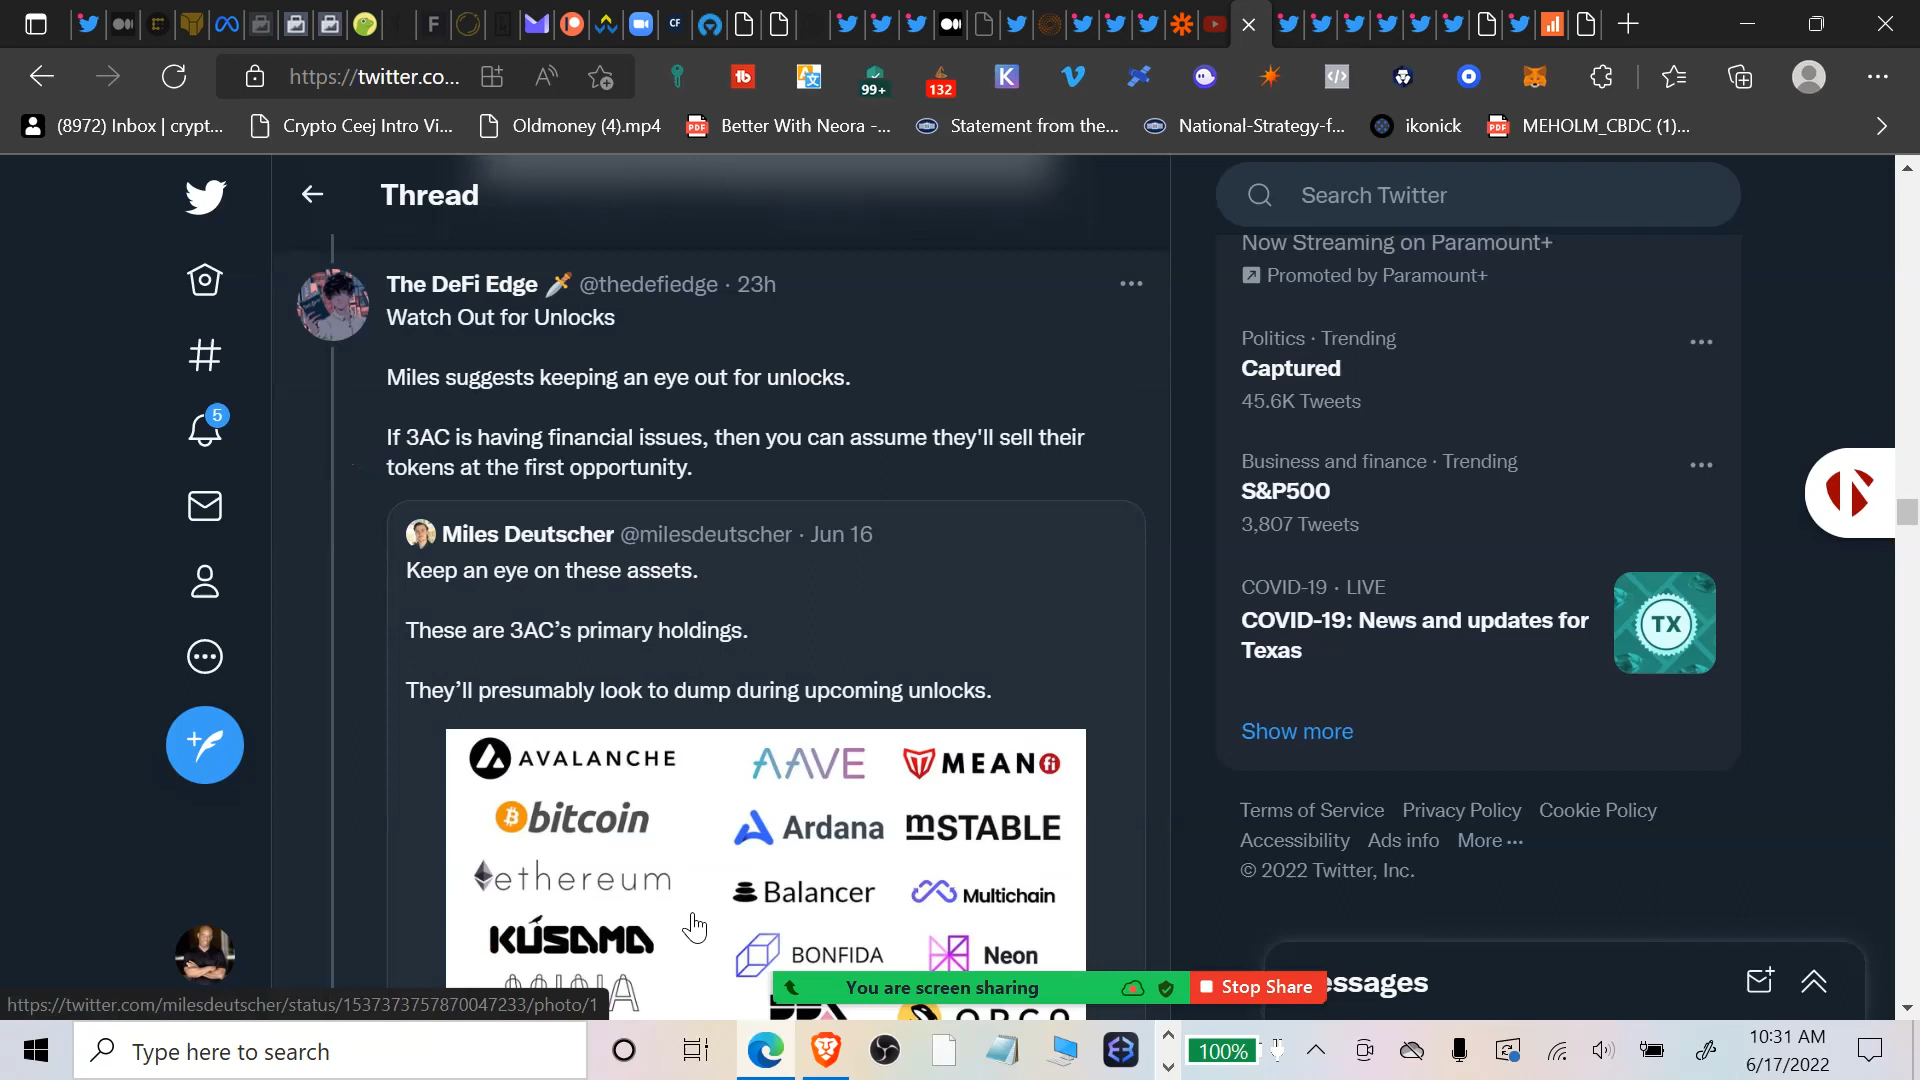 CF
99+
132
K
https://twitter.co...
(8972) Inbox | crypt...
Crypto Ceej Intro Vi...
Oldmoney (4).mp4
PDF
Better With Neora -...
Statement from the...
National-Strategy-f...
ikonick
PDF
MEHOLM_CBDC (1)...
Thread
Search Twitter
The DeFi Edge @thedefiedge · 23h
Watch Out for Unlocks
Miles suggests keeping an eye out for unlocks.
If 3AC is having financial issues, then you can assume they'll sell their
tokens at the first opportunity.
Miles Deutscher @milesdeutscher · Jun 16
Keep an eye on these assets.
These are 3AC's primary holdings.
They'll presumably look to dump during upcoming unlocks.
AVALANCHE
AAVE
MEAN fi
bitcoin
Ardana
mSTABLE
ethereum
Balancer
Multichain
KUSAMA
BONFIDA
Neon
5
Now Streaming on Paramount+
Promoted by Paramount+
Politics · Trending
Captured
45.6K Tweets
Business and finance · Trending
S&P500
3,807 Tweets
COVID-19 · LIVE
COVID-19: News and updates for
Texas
TX
Show more
Terms of Service Privacy Policy Cookie Policy
Accessibility Ads info More ···
© 2022 Twitter, Inc.
You are screen sharing
Stop Share
essages
https://twitter.com/milesdeutscher/status/1537373757870047233/photo/1
Type here to search
100%
10:31 AM
6/17/2022